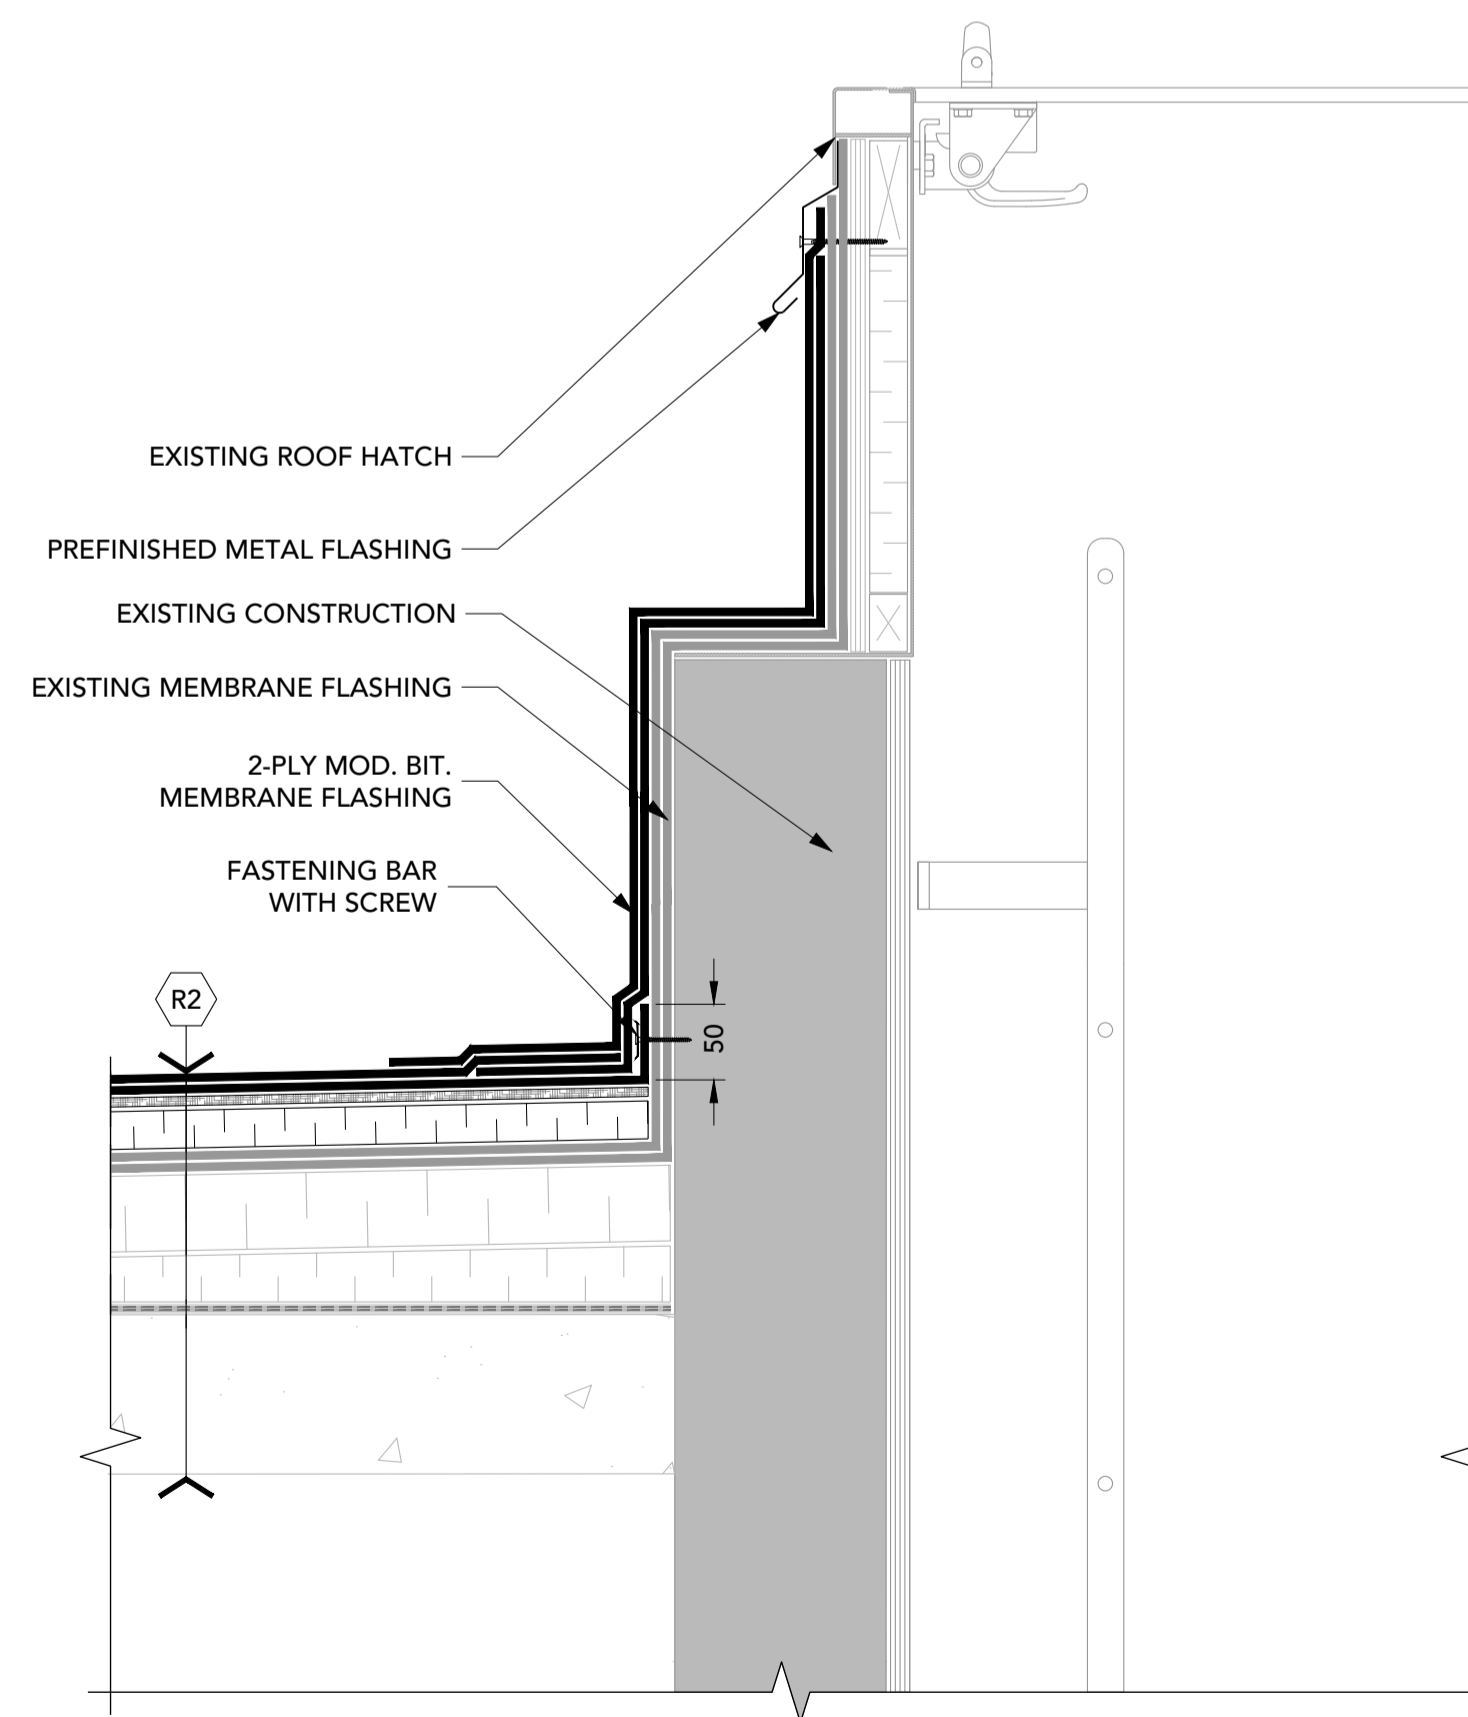 EXISTING ROOF HATCH
PREFINISHED METAL FLASHING
EXISTING CONSTRUCTION
EXISTING MEMBRANE FLASHING
2-PLY MOD. BIT.
MEMBRANE FLASHING
FASTENING BAR
WITH SCREW
R2
50